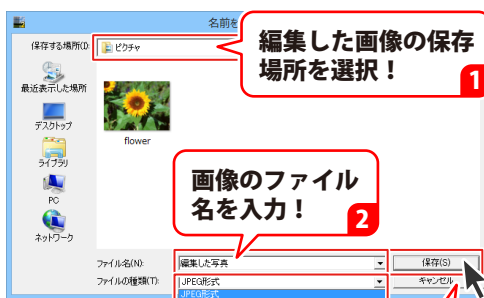 名前を
保存する場所(I):
ピクチャ
編集した画像の保存
場所を選択！
1
最近表示した場所
デスクトップ
flower
ライブラリ
画像のファイル
名を入力！
2
PC
ネットワーク
ファイル名(N):
編集した写真
保存(S)
ファイルの種類(T):
JPEG形式
キャンセル
JPEG形式